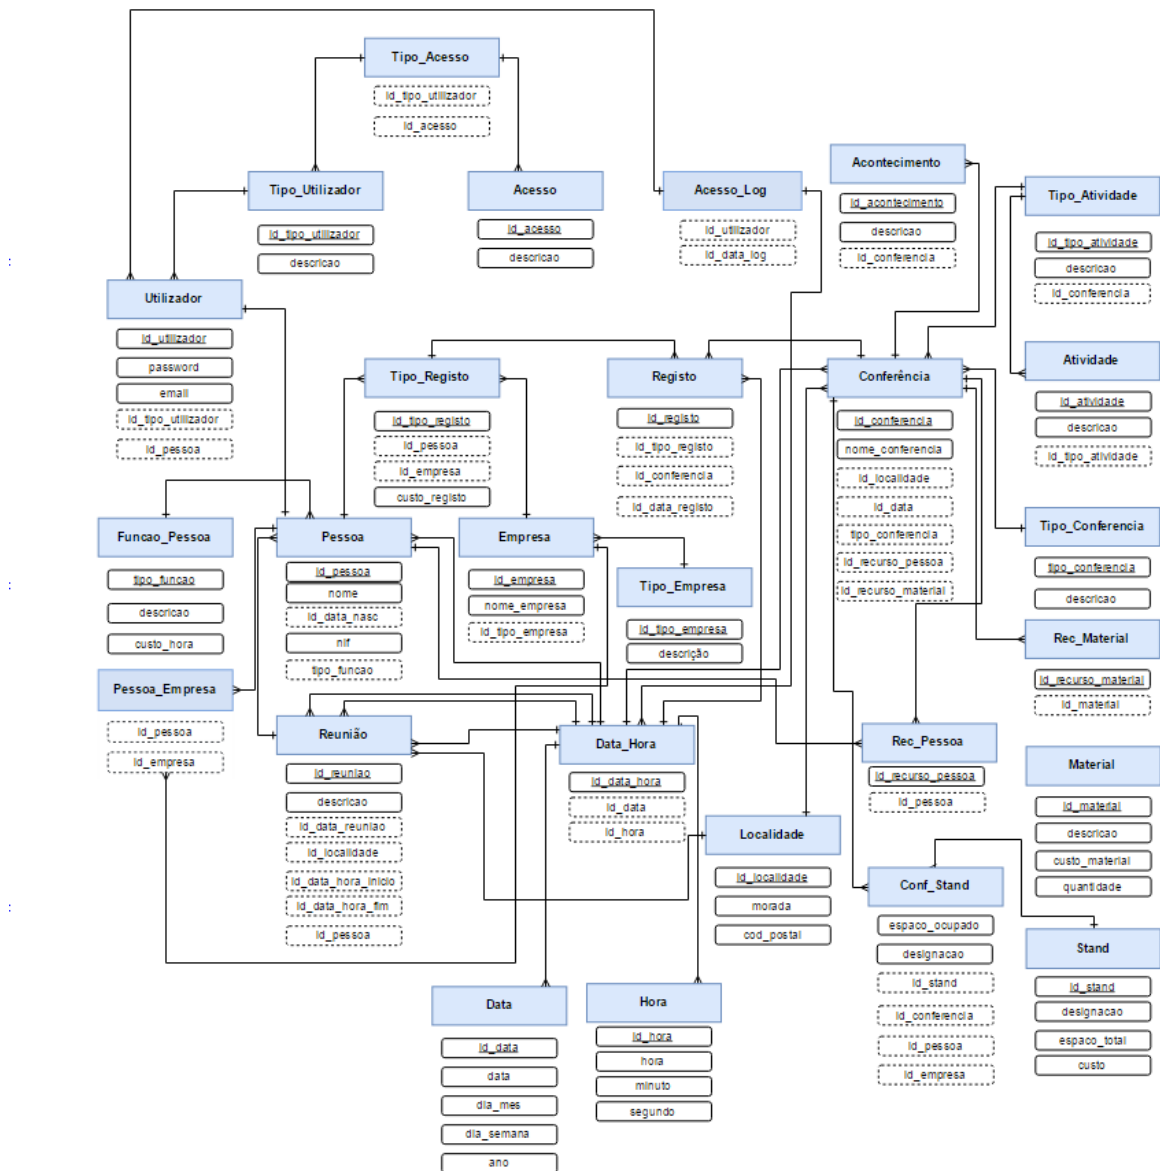 Tipo_Acesso
id_tipo_utilizador
id_acesso
Tipo_Utilizador
id_tipo_utilizador
descricao
Acesso
id_acesso
descricao
Acesso_Log
id_utilizador
id_data_log
Acontecimento
id_acontecimento
descricao
id_conferencia
Tipo_Atividade
id_tipo_atividade
descricao
id_conferencia
Utilizador
id_utilizador
password
email
id_tipo_utilizador
id_pessoa
Tipo_Registo
id_tipo_registo
id_pessoa
id_empresa
custo_registo
Registo
id_registo
id_tipo_registo
id_conferencia
id_data_registo
Conferência
id_conferencia
nome_conferencia
id_localidade
id_data
tipo_conferencia
id_recurso_pessoa
id_recurso_material
Atividade
id_atividade
descricao
id_tipo_atividade
Funcao_Pessoa
tipo_funcao
descricao
custo_hora
Pessoa
id_pessoa
nome
id_data_nasc
nif
tipo_funcao
Empresa
id_empresa
nome_empresa
id_tipo_empresa
Tipo_Empresa
id_tipo_empresa
descrição
Tipo_Conferencia
tipo_conferencia
descricao
Rec_Material
id_recurso_material
id_material
Pessoa_Empresa
id_pessoa
id_empresa
Reunião
id_reuniao
descricao
id_data_reuniao
id_localidade
id_data_hora_inicio
id_data_hora_fim
id_pessoa
Data_Hora
id_data_hora
id_data
id_hora
Rec_Pessoa
id_recurso_pessoa
id_pessoa
Material
id_material
descricao
custo_material
quantidade
Localidade
id_localidade
morada
cod_postal
Conf_Stand
espaco_ocupado
designacao
id_stand
id_conferencia
id_pessoa
id_empresa
Stand
id_stand
designacao
espaco_total
custo
Data
id_data
data
dia_mes
dia_semana
ano
Hora
id_hora
hora
minuto
segundo